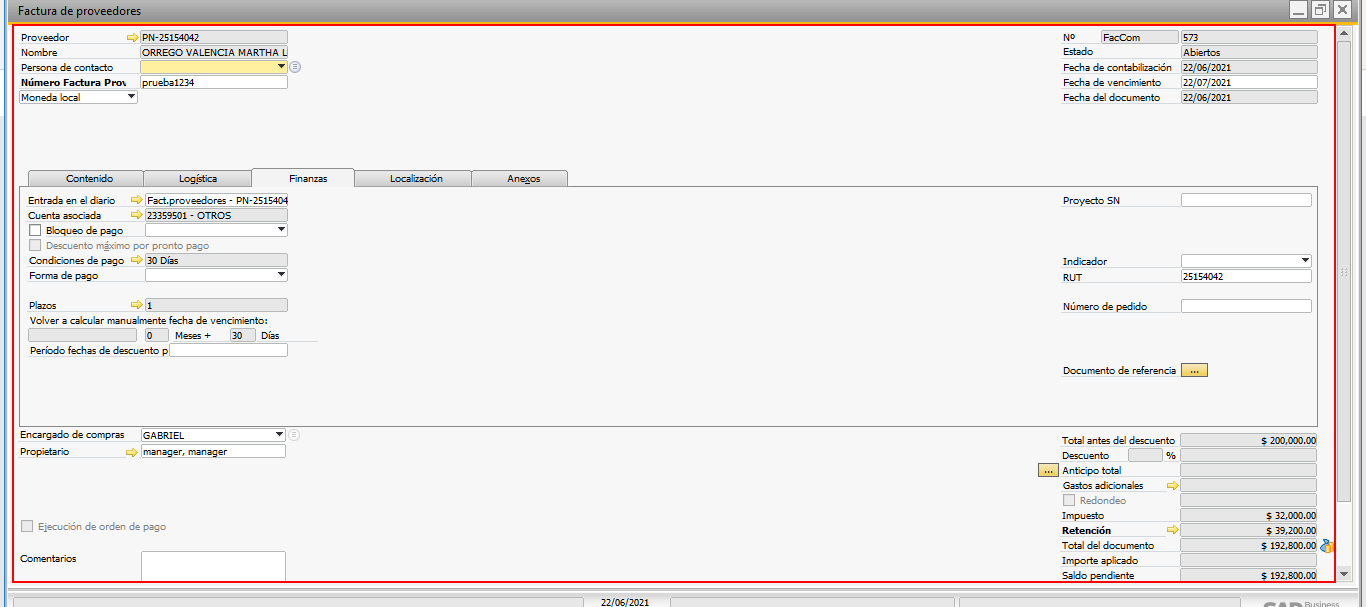 Factura de proveedores
Proveedor PN-25154042 Nº FacCom 573
Nombre ORREGO VALENCIA MARTHA L Estado Abiertos
Persona de contacto Fecha de contabilización 22/06/2021
Número Factura Prov prueba1234 Fecha de vencimiento 22/07/2021
Moneda local Fecha del documento 22/06/2021
Contenido Logística Finanzas Localización Anexos
Entrada en el diario Fact.proveedores - PN-2515404 Proyecto SN
Cuenta asociada 23359501 - OTROS
Bloqueo de pago
Descuento máximo por pronto pago
Condiciones de pago 30 Días Indicador
Forma de pago RUT 25154042
Plazos 1 Número de pedido
Volver a calcular manualmente fecha de vencimiento:
0 Meses + 30 Días
Período fechas de descuento p
Documento de referencia ...
Encargado de compras GABRIEL Total antes del descuento $ 200,000.00
Propietario manager, manager Descuento %
... Anticipo total
Gastos adicionales
Redondeo
Impuesto $ 32,000.00
Ejecución de orden de pago Retención $ 39,200.00
Total del documento $ 192,800.00
Comentarios Importe aplicado
Saldo pendiente $ 192,800.00
22/06/2021 SAP Business